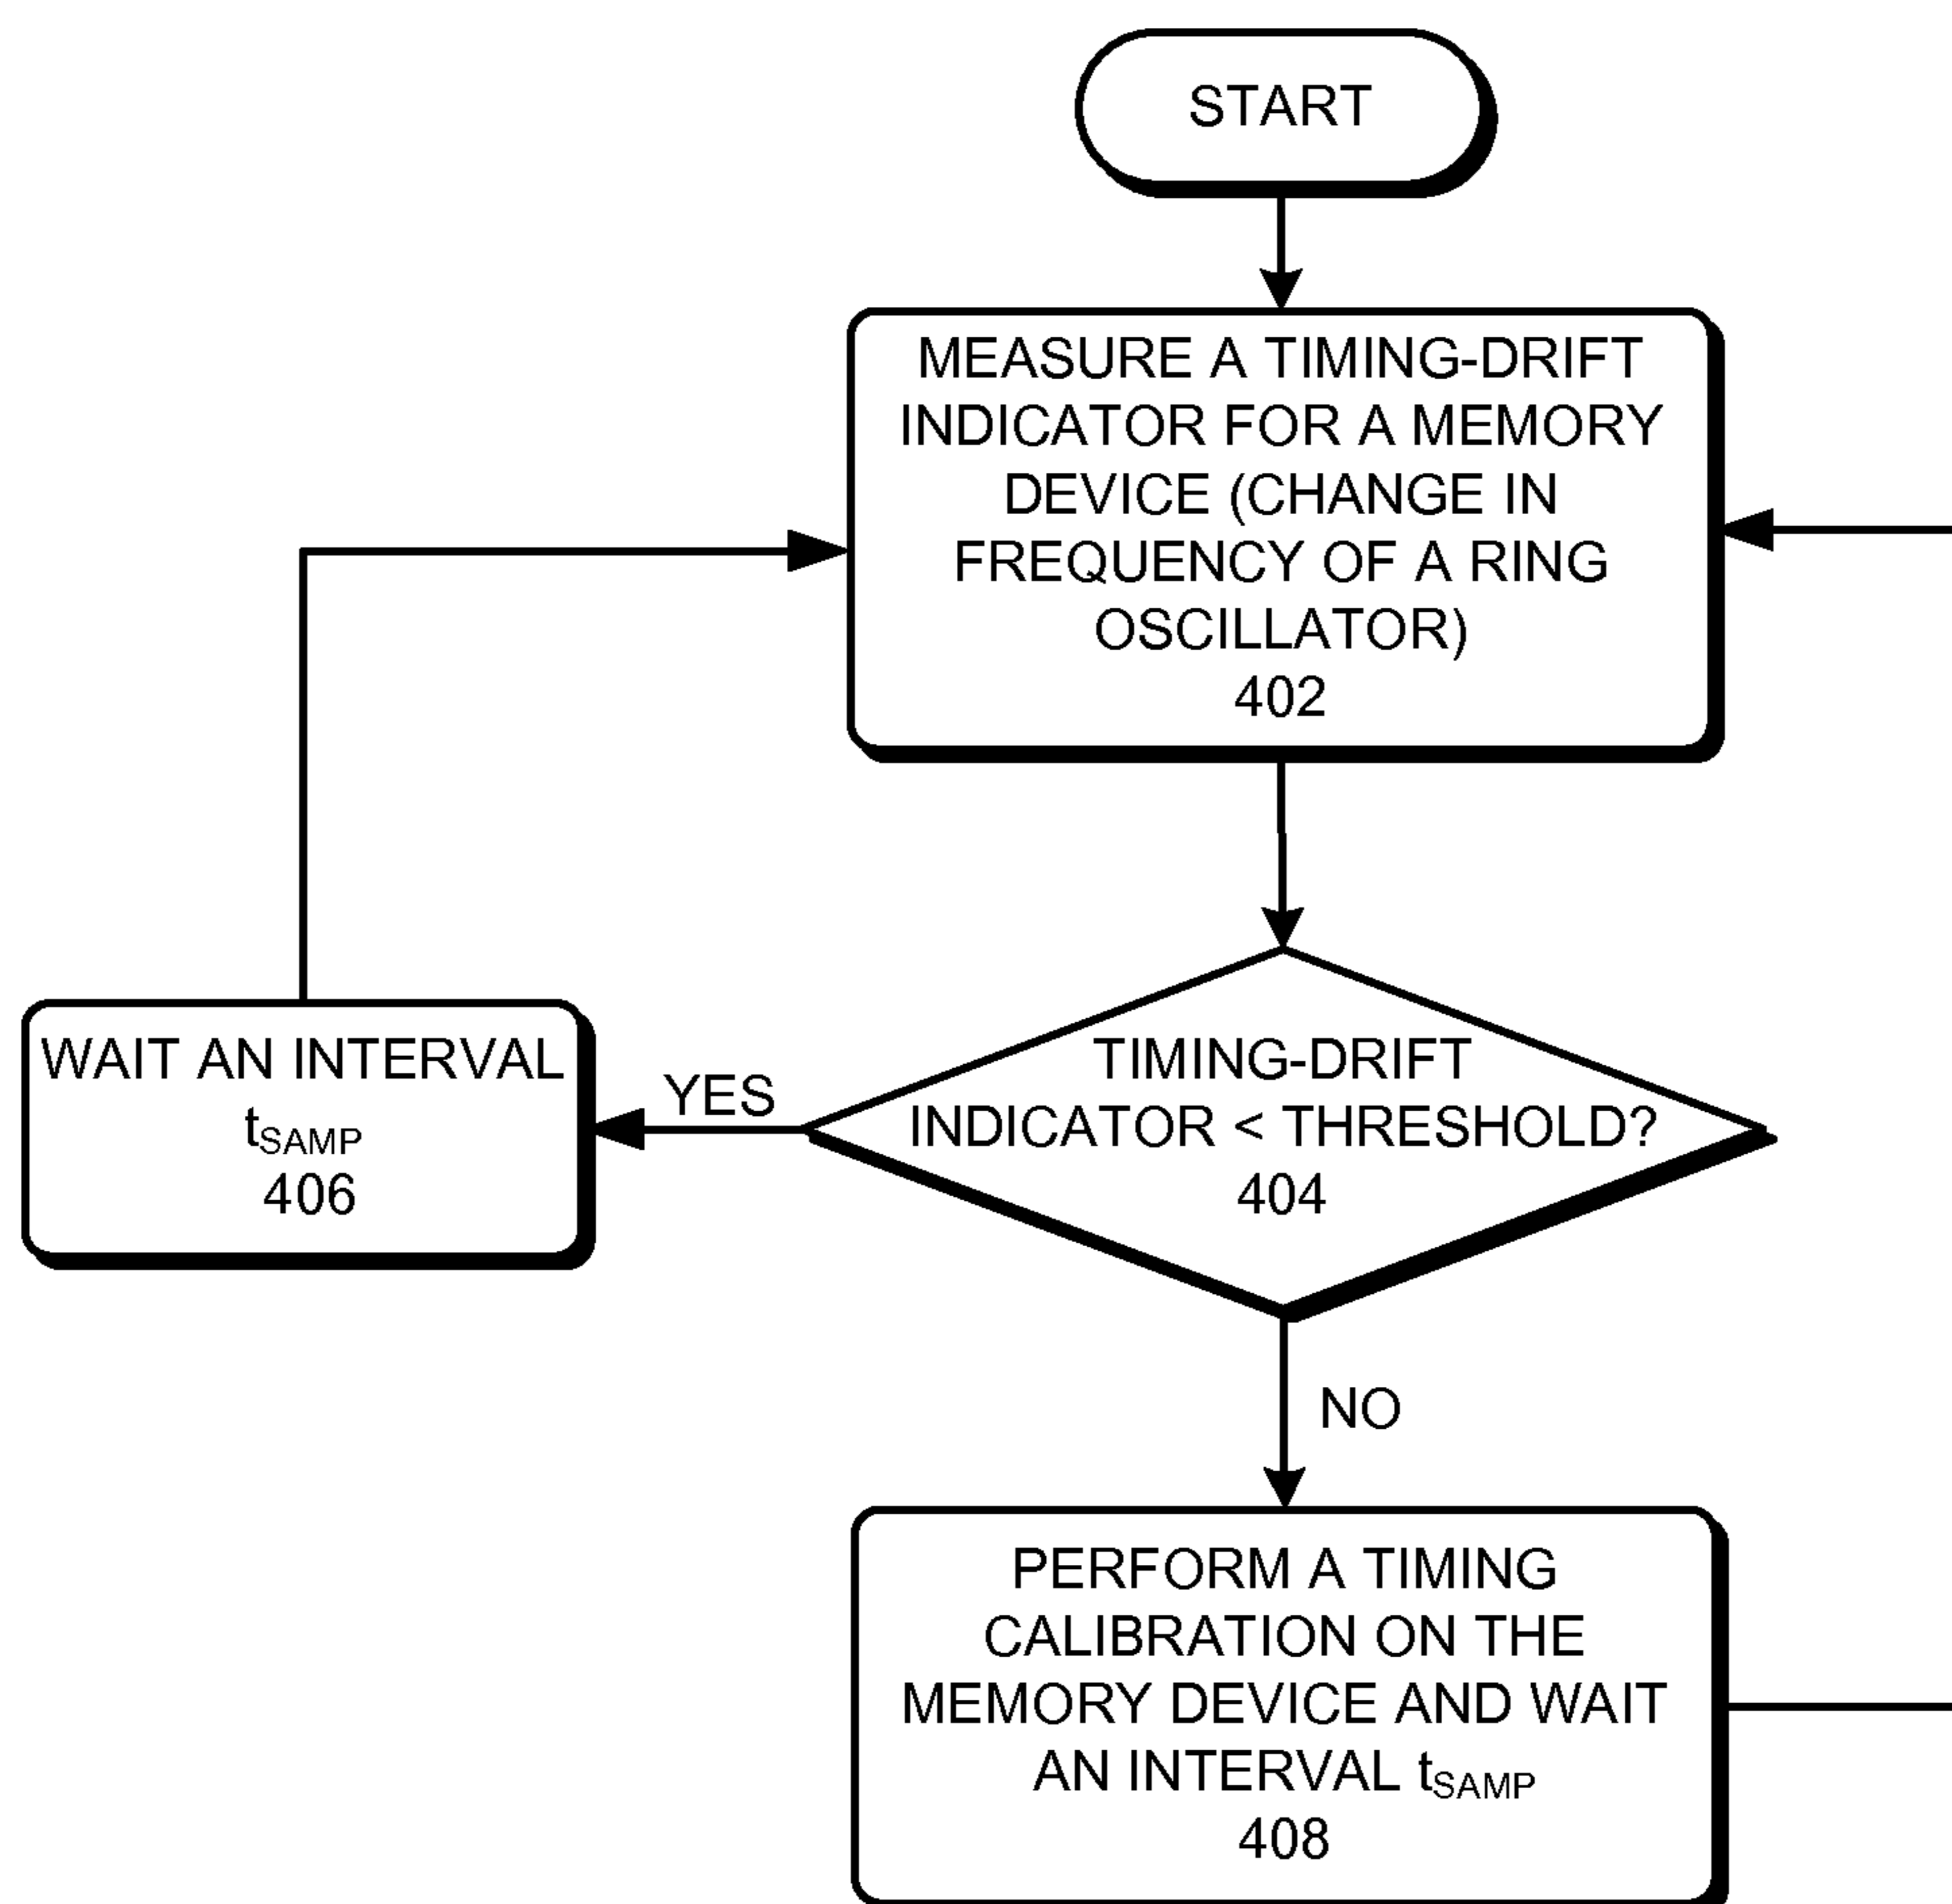 START
MEASURE A TIMING-DRIFT
INDICATOR FOR A MEMORY
DEVICE (CHANGE IN
FREQUENCY OF A RING
OSCILLATOR)
402
TIMING-DRIFT
INDICATOR < THRESHOLD?
404
YES
WAIT AN INTERVAL
tSAMP
406
NO
PERFORM A TIMING
CALIBRATION ON THE
MEMORY DEVICE AND WAIT
AN INTERVAL tSAMP
408